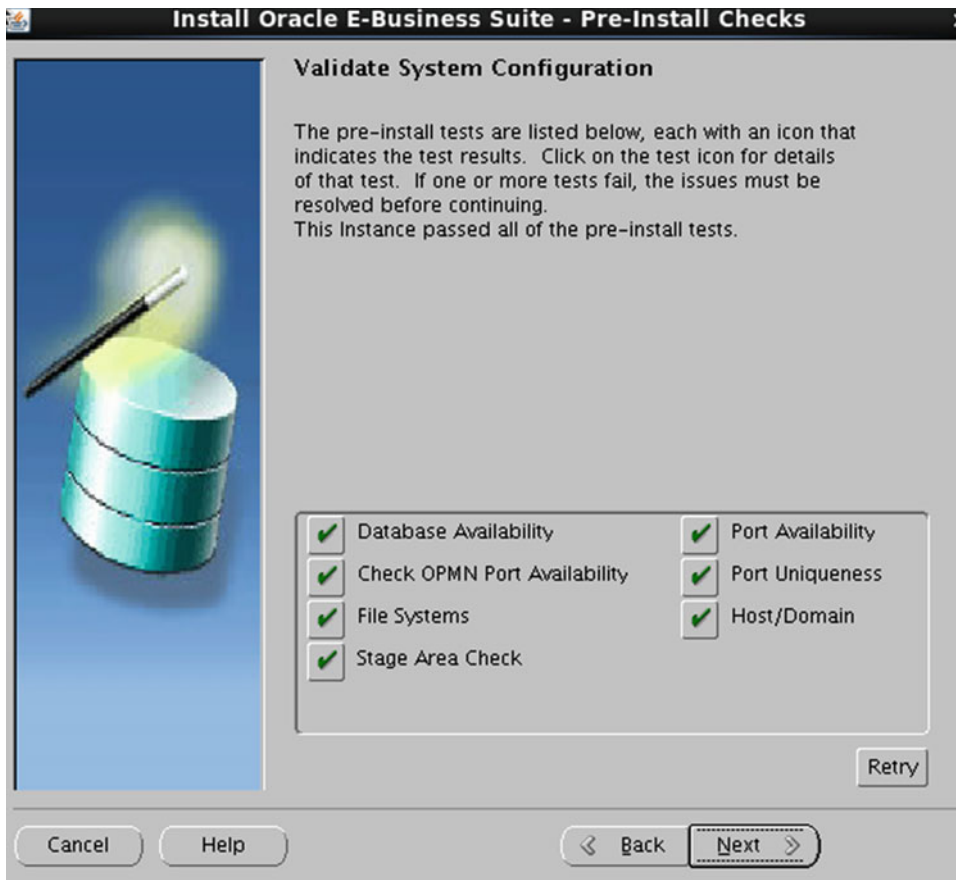 Install Oracle E-Business Suite - Pre-Install Checks
Validate System Configuration
The pre-install tests are listed below, each with an icon that
indicates the test results. Click on the test icon for details
of that test. If one or more tests fail, the issues must be
resolved before continuing.
This Instance passed all of the pre-install tests.
Database Availability
Port Availability
Check OPMN Port Availability
Port Uniqueness
File Systems
Host/Domain
Stage Area Check
Retry
Cancel
Help
Back
Next